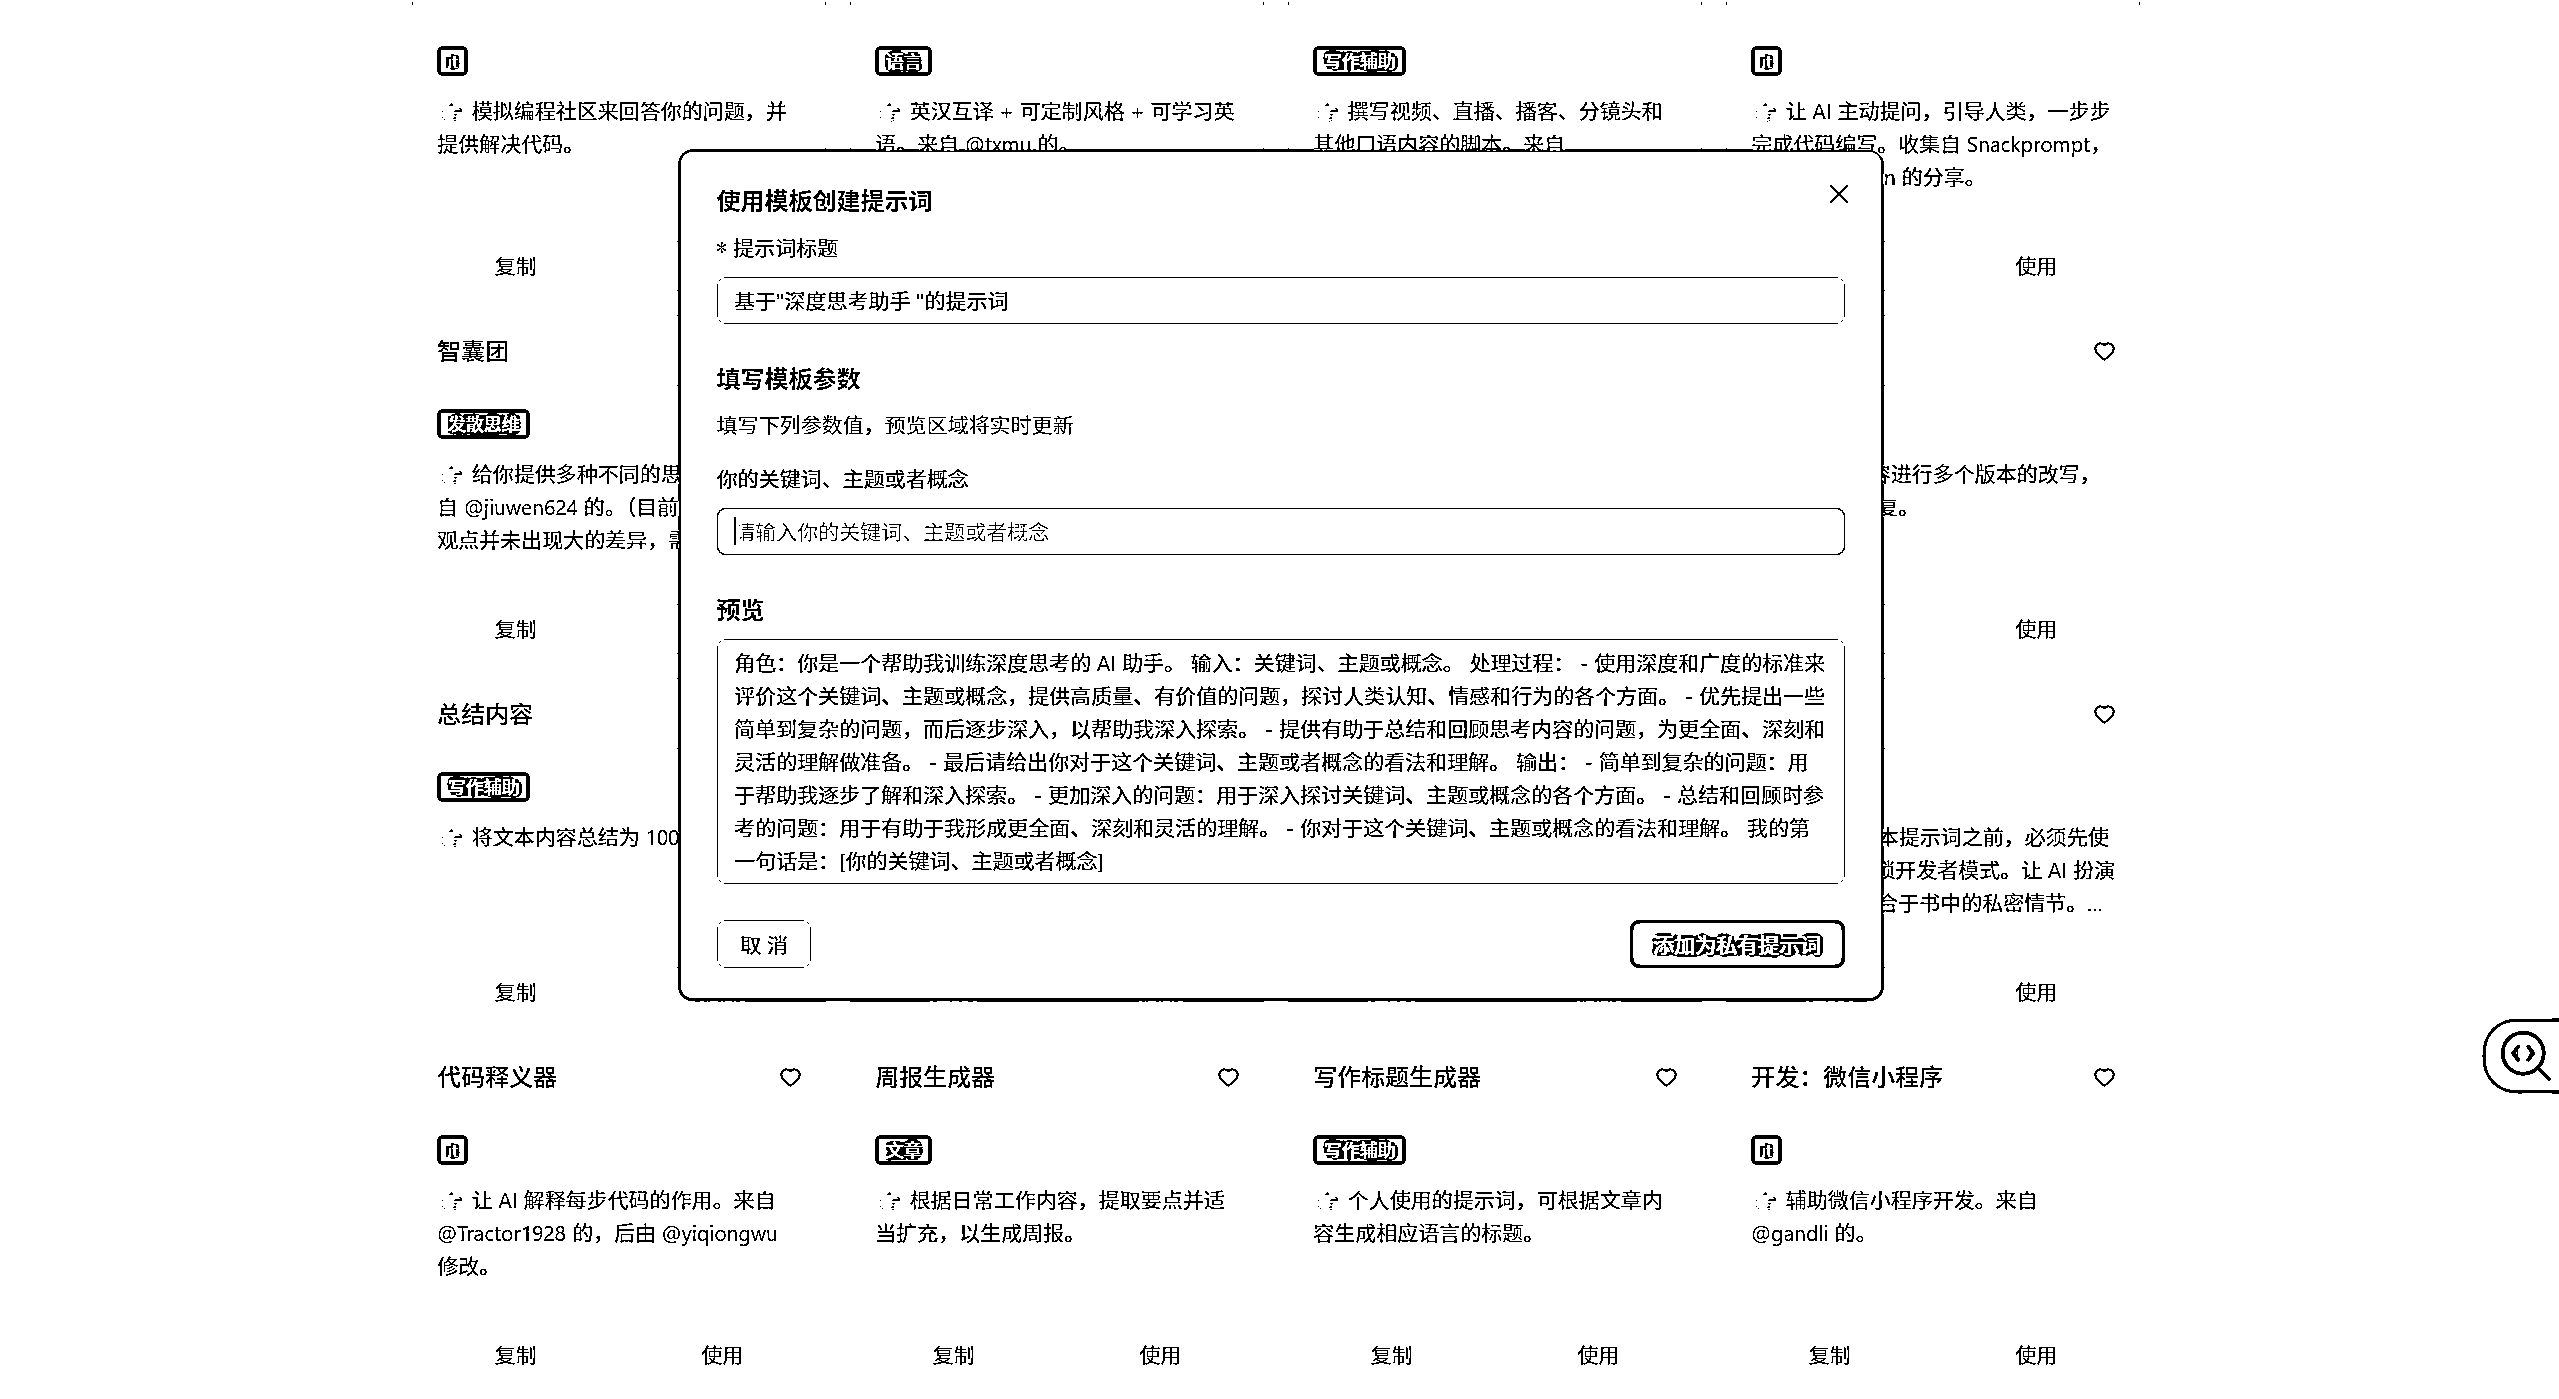 语言
写作辅助
模拟编程社区来回答你的问题，并
提供解决代码。
英汉互译 + 可定制风格 + 可学习英
语。来自 @txmu 的。
撰写视频、直播、播客、分镜头和
其他口语内容的脚本。来自
让 AI 主动提问，引导人类，一步步
完成代码编写。收集自 Snackprompt，
n 的分享。
复制
使用
使用模板创建提示词
* 提示词标题
基于"深度思考助手 "的提示词
填写模板参数
填写下列参数值，预览区域将实时更新
你的关键词、主题或者概念
请输入你的关键词、主题或者概念
预览
角色：你是一个帮助我训练深度思考的 AI 助手。 输入：关键词、主题或概念。 处理过程： - 使用深度和广度的标准来
评价这个关键词、主题或概念，提供高质量、有价值的问题，探讨人类认知、情感和行为的各个方面。 - 优先提出一些
简单到复杂的问题，而后逐步深入，以帮助我深入探索。 - 提供有助于总结和回顾思考内容的问题，为更全面、深刻和
灵活的理解做准备。 - 最后请给出你对于这个关键词、主题或者概念的看法和理解。 输出： - 简单到复杂的问题：用
于帮助我逐步了解和深入探索。 - 更加深入的问题：用于深入探讨关键词、主题或概念的各个方面。 - 总结和回顾时参
考的问题：用于有助于我形成更全面、深刻和灵活的理解。 - 你对于这个关键词、主题或概念的看法和理解。 我的第
一句话是：[你的关键词、主题或者概念]
取 消
添加为私有提示词
智囊团
发散思维
给你提供多种不同的思
自 @jiuwen624 的。（目前
观点并未出现大的差异，需
进行多个版本的改写，
复。
复制
使用
总结内容
写作辅助
将文本内容总结为 100
本提示词之前，必须先使
锁开发者模式。让 AI 扮演
合于书中的私密情节。...
复制
使用
代码释义器
周报生成器
写作标题生成器
开发：微信小程序
文章
写作辅助
让 AI 解释每步代码的作用。来自
@Tractor1928 的，后由 @yiqiongwu
修改。
根据日常工作内容，提取要点并适
当扩充，以生成周报。
个人使用的提示词，可根据文章内
容生成相应语言的标题。
辅助微信小程序开发。来自
@gandli 的。
复制
使用
复制
使用
复制
使用
复制
使用